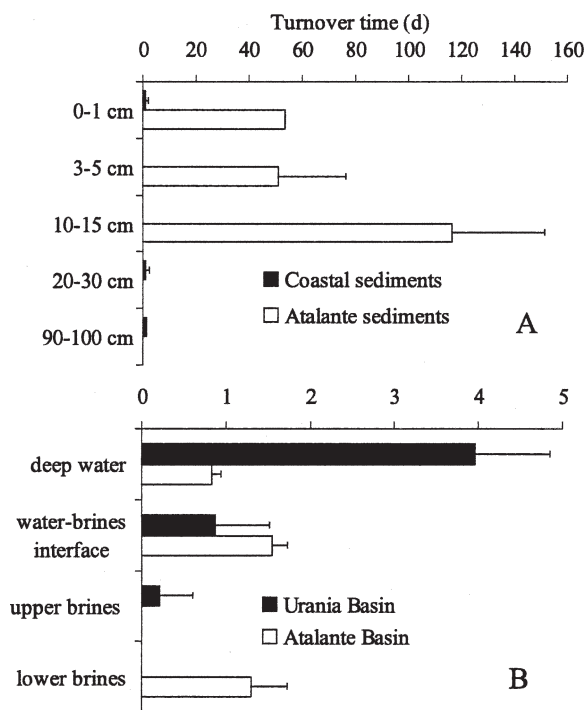 Turnover time (d)
0 20 40 60 80 100 120 140 160
0-1 cm
3-5 cm
10-15 cm
20-30 cm
90-100 cm
Coastal sediments
Atalante sediments
A
0 1 2 3 4 5
deep water
water-brines
interface
upper brines
lower brines
Urania Basin
Atalante Basin
B